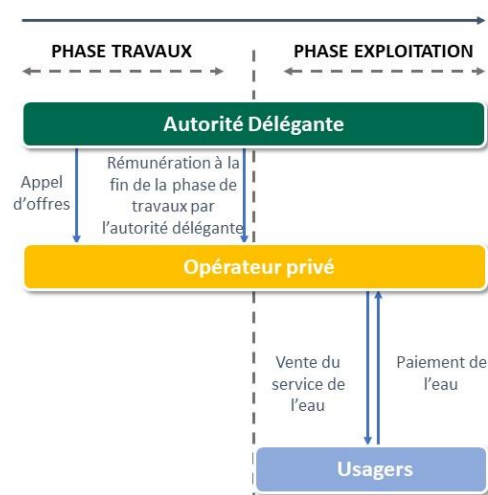 PHASE TRAVAUX
PHASE EXPLOITATION
Autorité Délégante
Appel
d'offres
Rémunération à la
fin de la phase de
travaux par
l'autorité délégante
Opérateur privé
Vente du
service de
l'eau
Paiement de
l'eau
Usagers